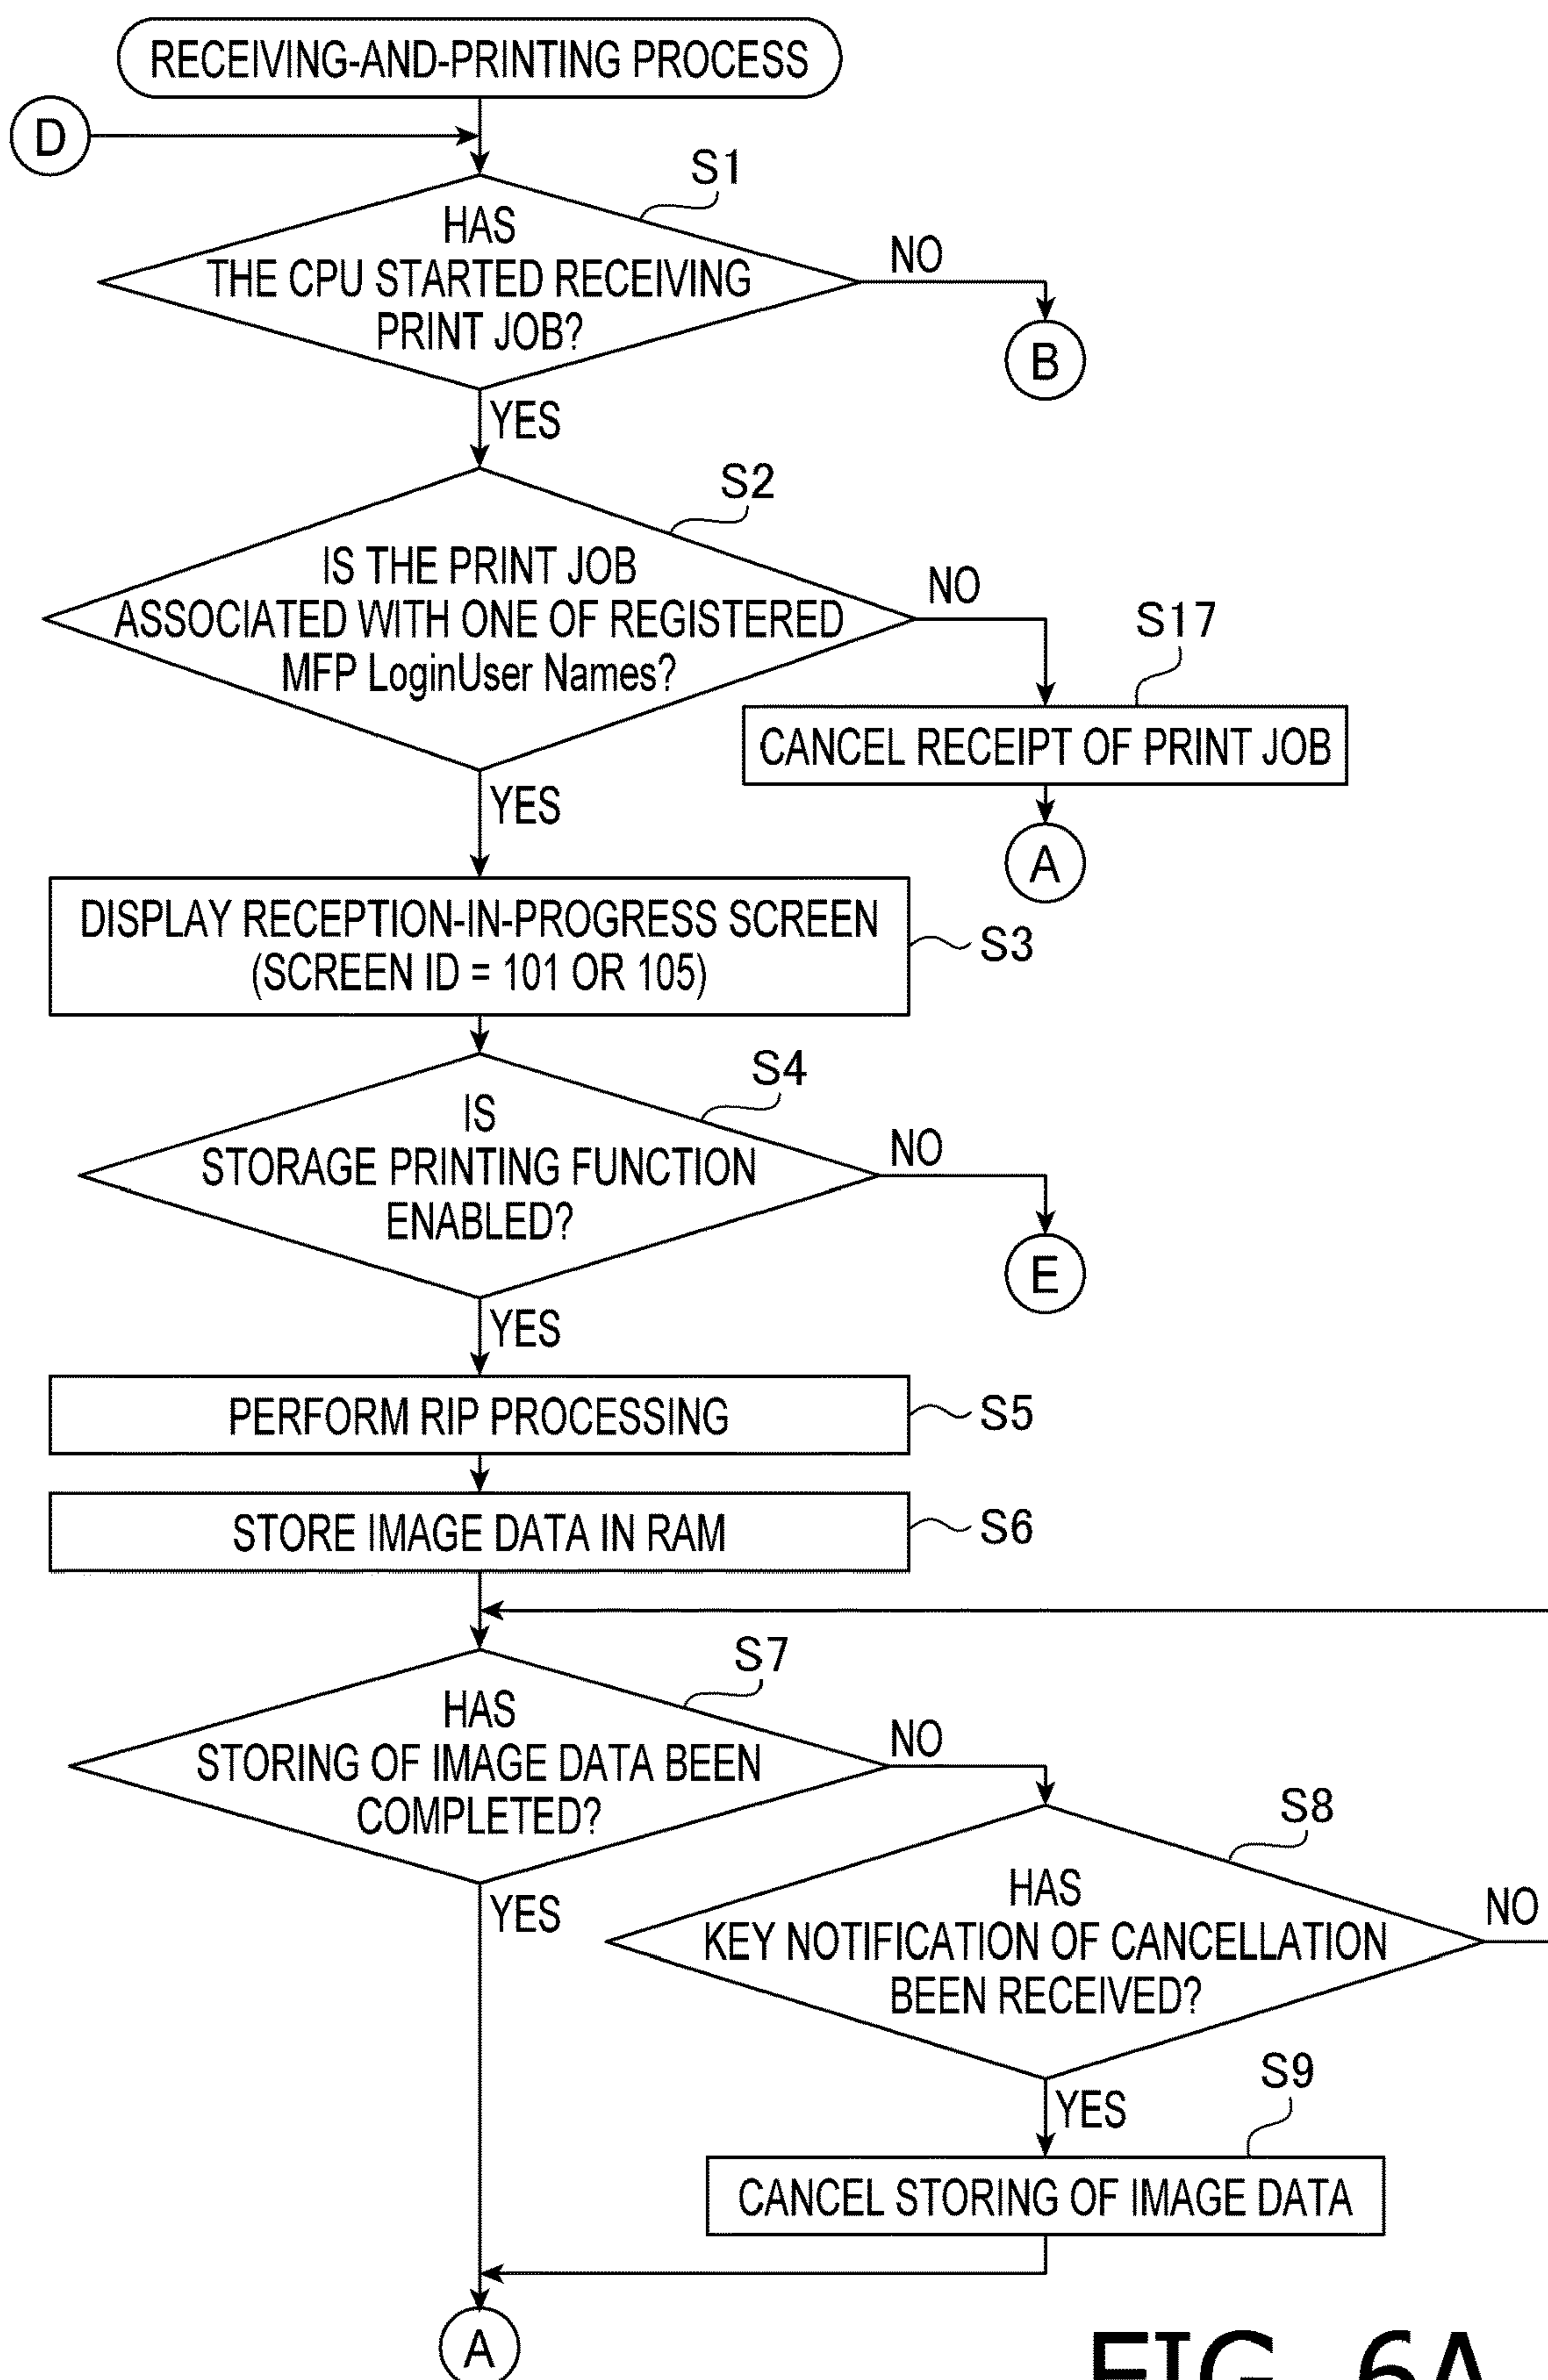 RECEIVING-AND-PRINTING PROCESS
D
S1
HAS
THE CPU STARTED RECEIVING
PRINT JOB?
NO
B
YES
S2
IS THE PRINT JOB
ASSOCIATED WITH ONE OF REGISTERED
MFP LoginUser Names?
NO
S17
CANCEL RECEIPT OF PRINT JOB
A
YES
DISPLAY RECEPTION-IN-PROGRESS SCREEN
(SCREEN ID = 101 OR 105)
S3
S4
IS
STORAGE PRINTING FUNCTION
ENABLED?
NO
E
YES
PERFORM RIP PROCESSING
S5
STORE IMAGE DATA IN RAM
S6
S7
HAS
STORING OF IMAGE DATA BEEN
COMPLETED?
NO
YES
S8
HAS
KEY NOTIFICATION OF CANCELLATION
BEEN RECEIVED?
NO
YES
S9
CANCEL STORING OF IMAGE DATA
A
FIG. 6A